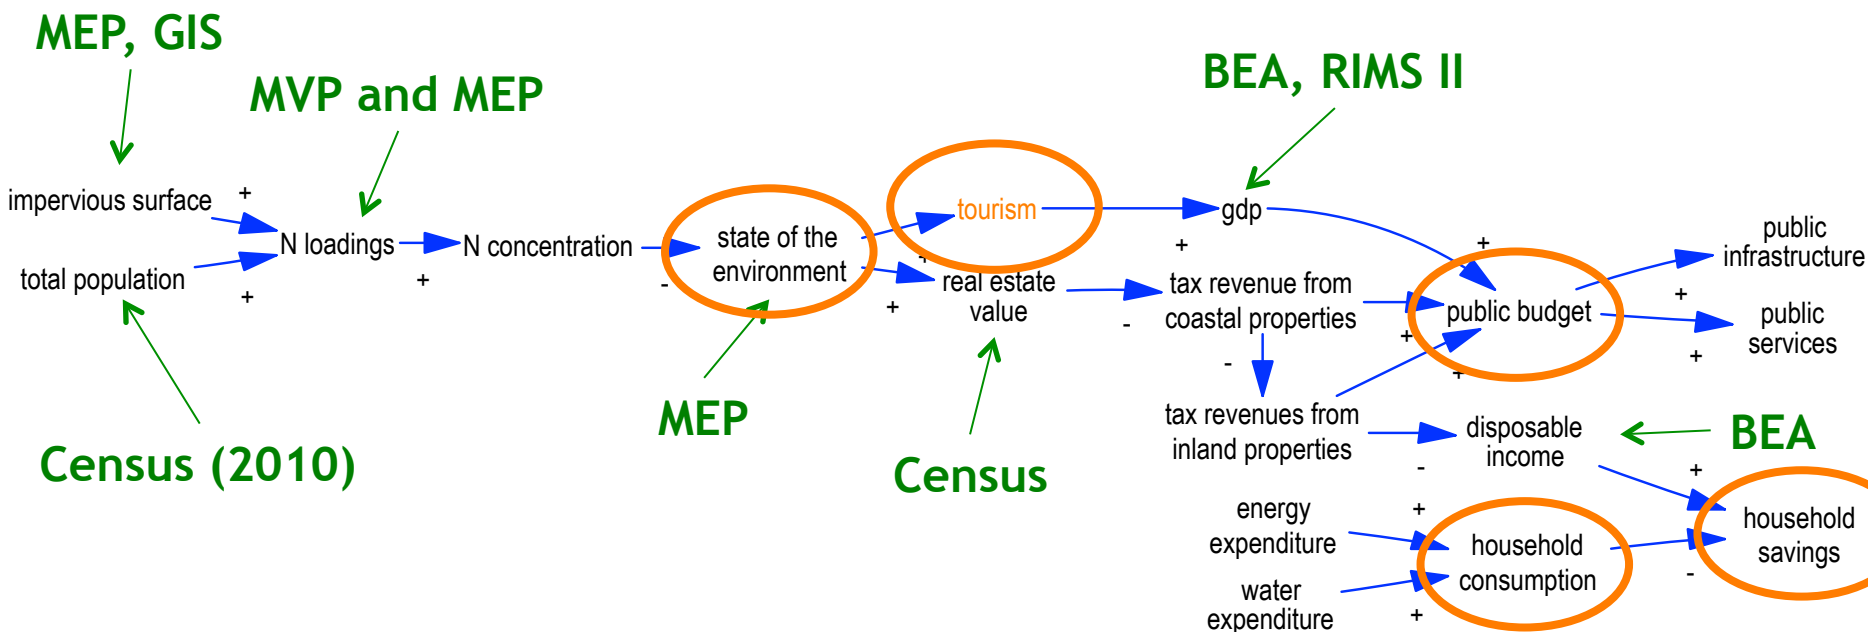 MEP, GIS
MVP and MEP
BEA, RIMS II
impervious surface
+
total population
+
N loadings
+
N concentration
-
state of the
environment
+
tourism
+
real estate
value
+
gdp
-
tax revenue from
coastal properties
-
tax revenues from
inland properties
+
+
+
public budget
public
infrastructure
+
public
services
+
MEP
Census (2010)
Census
BEA
-
disposable
income
+
energy
expenditure
+
water
expenditure
+
household
consumption
-
household
savings